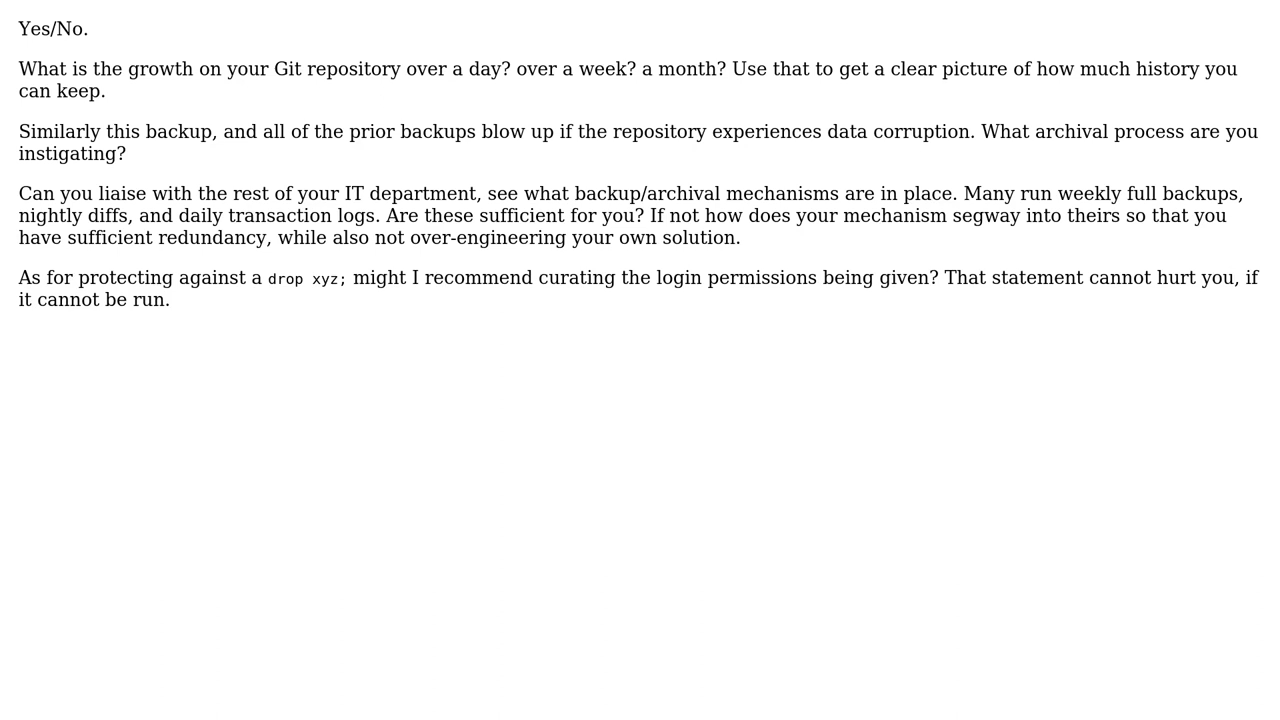 Yes/No.
What is the growth on your Git repository over a day? over a week? a month? Use that to get a clear picture of how much history you
can keep.
Similarly this backup, and all of the prior backups blow up if the repository experiences data corruption. What archival process are you
instigating?
Can you liaise with the rest of your IT department, see what backup/archival mechanisms are in place. Many run weekly full backups,
nightly diffs, and daily transaction logs. Are these sufficient for you? If not how does your mechanism segway into theirs so that you
have sufficient redundancy, while also not over-engineering your own solution.
As for protecting against a drop xyz; might I recommend curating the login permissions being given? That statement cannot hurt you, if
it cannot be run.